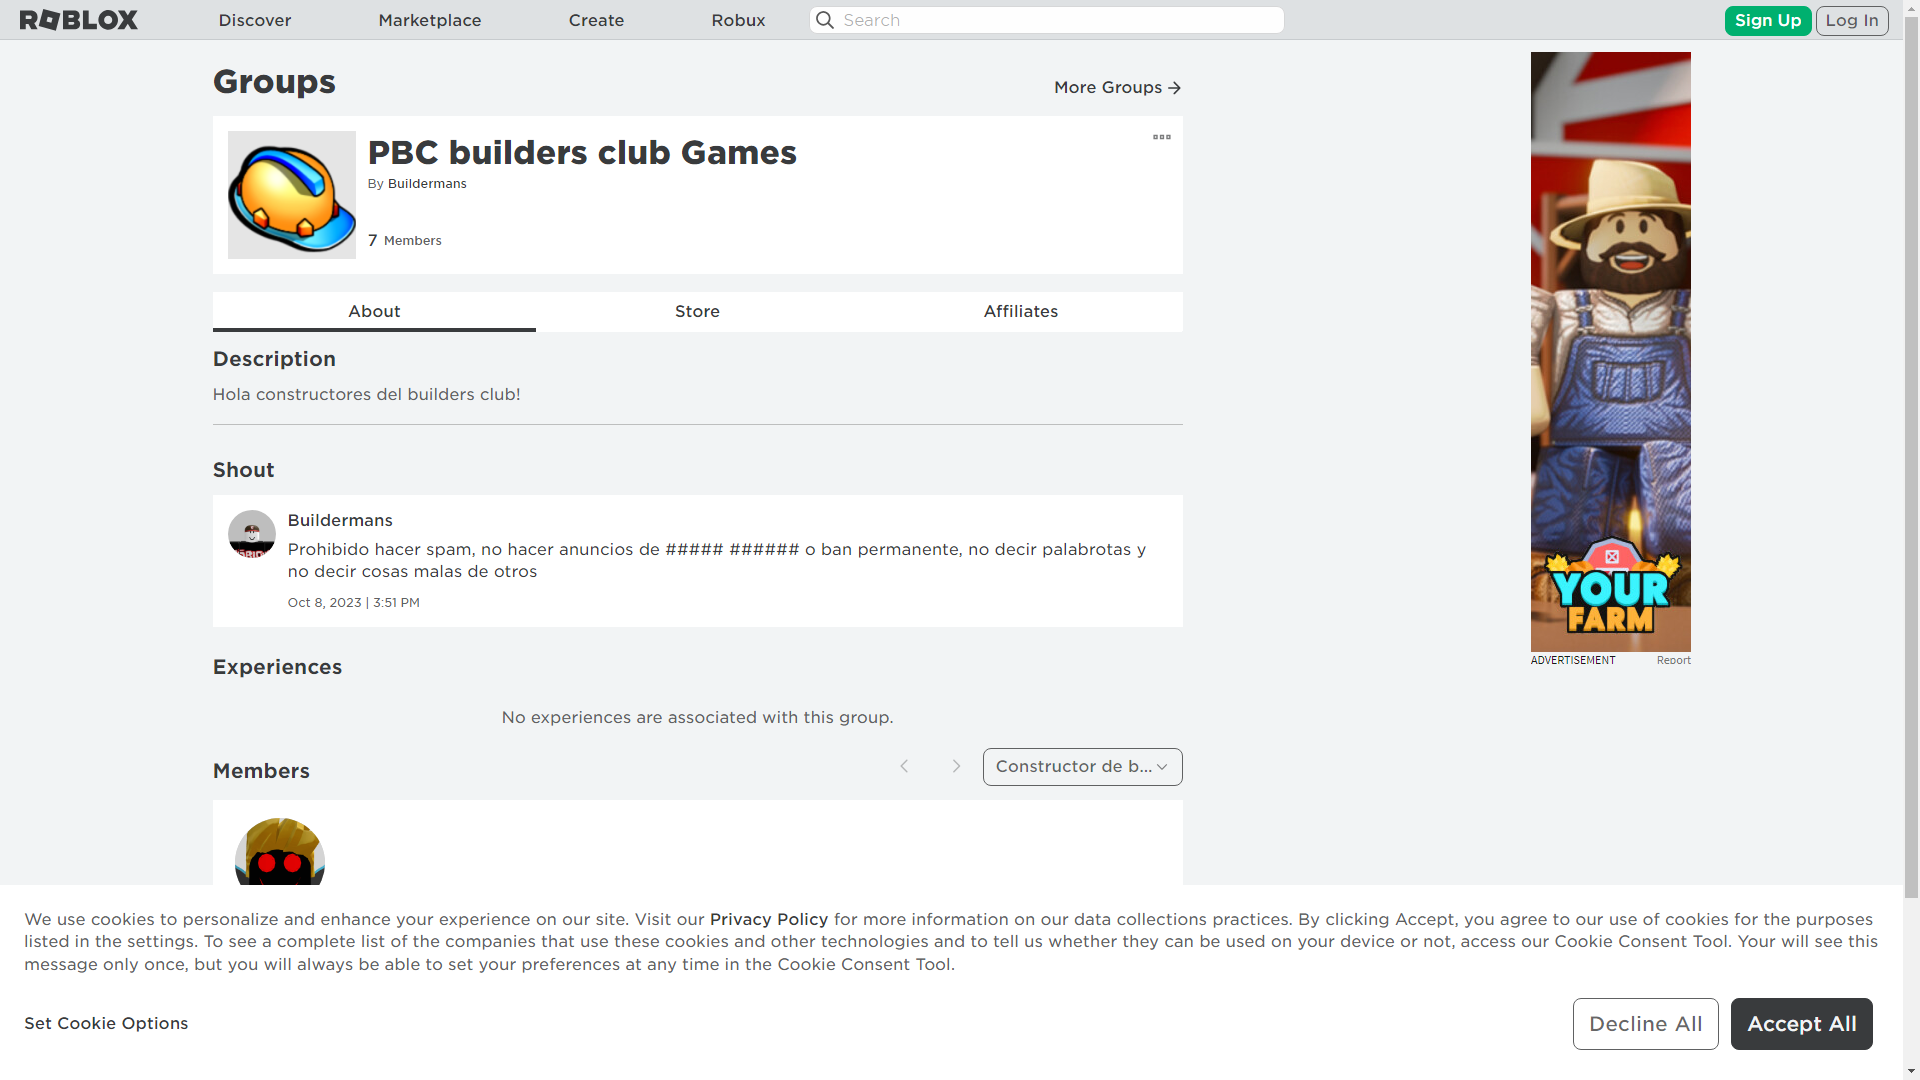 ROBLOX
Discover
Marketplace
Create
Robux
Search
Sign Up
Log In
Groups
More Groups
PBC builders club Games
By Buildermans
7 Members
About
Store
Affiliates
Description
Hola constructores del builders club!
Shout
Buildermans
Prohibido hacer spam, no hacer anuncios de ##### ###### o ban permanente, no decir palabrotas y
no decir cosas malas de otros
Oct 8, 2023 | 3:51 PM
Experiences
No experiences are associated with this group.
Members
Constructor de b...
YOUR
FARM
ADVERTISEMENT
Report
We use cookies to personalize and enhance your experience on our site. Visit our Privacy Policy for more information on our data collections practices. By clicking Accept, you agree to our use of cookies for the purposes
listed in the settings. To see a complete list of the companies that use these cookies and other technologies and to tell us whether they can be used on your device or not, access our Cookie Consent Tool. Your will see this
message only once, but you will always be able to set your preferences at any time in the Cookie Consent Tool.
Set Cookie Options
Decline All
Accept All